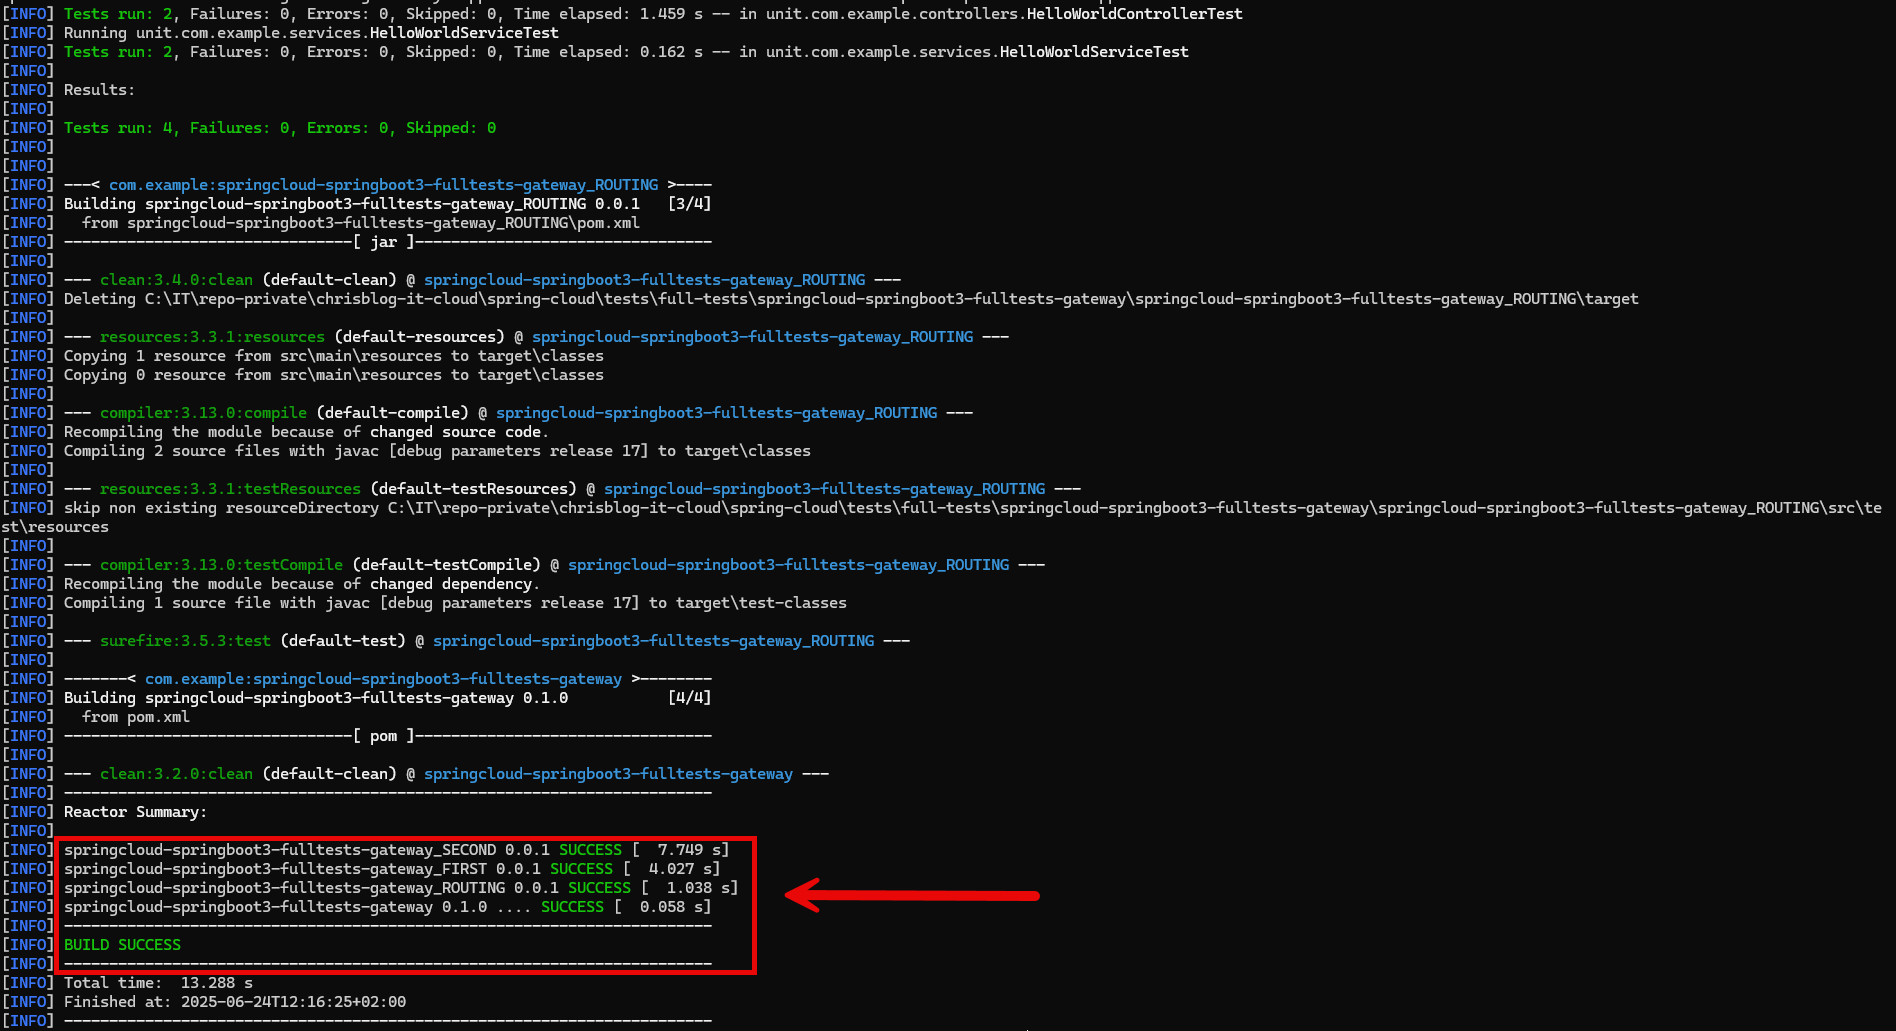 [INFO] Tests run: 2, Failures: 0, Errors: 0, Skipped: 0, Time elapsed: 1.459 s -- in unit.com.example.controllers.HelloWorldControllerTest
[INFO] Running unit.com.example.services.HelloWorldServiceTest
[INFO] Tests run: 2, Failures: 0, Errors: 0, Skipped: 0, Time elapsed: 0.162 s -- in unit.com.example.services.HelloWorldServiceTest
[INFO]
[INFO] Results:
[INFO]
[INFO] Tests run: 4, Failures: 0, Errors: 0, Skipped: 0
[INFO]
[INFO]
[INFO] ---< com.example:springcloud-springboot3-fulltests-gateway_ROUTING >----
[INFO] Building springcloud-springboot3-fulltests-gateway_ROUTING 0.0.1   [3/4]
[INFO]   from springcloud-springboot3-fulltests-gateway_ROUTING\pom.xml
[INFO] --------------------------------[ jar ]---------------------------------
[INFO]
[INFO] --- clean:3.4.0:clean (default-clean) @ springcloud-springboot3-fulltests-gateway_ROUTING ---
[INFO] Deleting C:\IT\repo-private\chrisblog-it-cloud\spring-cloud\tests\full-tests\springcloud-springboot3-fulltests-gateway\springcloud-springboot3-fulltests-gateway_ROUTING\target
[INFO]
[INFO] --- resources:3.3.1:resources (default-resources) @ springcloud-springboot3-fulltests-gateway_ROUTING ---
[INFO] Copying 1 resource from src\main\resources to target\classes
[INFO] Copying 0 resource from src\main\resources to target\classes
[INFO]
[INFO] --- compiler:3.13.0:compile (default-compile) @ springcloud-springboot3-fulltests-gateway_ROUTING ---
[INFO] Recompiling the module because of changed source code.
[INFO] Compiling 2 source files with javac [debug parameters release 17] to target\classes
[INFO]
[INFO] --- resources:3.3.1:testResources (default-testResources) @ springcloud-springboot3-fulltests-gateway_ROUTING ---
[INFO] skip non existing resourceDirectory C:\IT\repo-private\chrisblog-it-cloud\spring-cloud\tests\full-tests\springcloud-springboot3-fulltests-gateway\springcloud-springboot3-fulltests-gateway_ROUTING\src\te
st\resources
[INFO]
[INFO] --- compiler:3.13.0:testCompile (default-testCompile) @ springcloud-springboot3-fulltests-gateway_ROUTING ---
[INFO] Recompiling the module because of changed dependency.
[INFO] Compiling 1 source file with javac [debug parameters release 17] to target\test-classes
[INFO]
[INFO] --- surefire:3.5.3:test (default-test) @ springcloud-springboot3-fulltests-gateway_ROUTING ---
[INFO]
[INFO] -------< com.example:springcloud-springboot3-fulltests-gateway >--------
[INFO] Building springcloud-springboot3-fulltests-gateway 0.1.0           [4/4]
[INFO]   from pom.xml
[INFO] --------------------------------[ pom ]---------------------------------
[INFO]
[INFO] --- clean:3.2.0:clean (default-clean) @ springcloud-springboot3-fulltests-gateway ---
[INFO] ------------------------------------------------------------------------
[INFO] Reactor Summary:
[INFO]
[INFO] springcloud-springboot3-fulltests-gateway_SECOND 0.0.1 SUCCESS [  7.749 s]
[INFO] springcloud-springboot3-fulltests-gateway_FIRST 0.0.1 SUCCESS [  4.027 s]
[INFO] springcloud-springboot3-fulltests-gateway_ROUTING 0.0.1 SUCCESS [  1.038 s]
[INFO] springcloud-springboot3-fulltests-gateway 0.1.0 .... SUCCESS [  0.058 s]
[INFO] ------------------------------------------------------------------------
[INFO] BUILD SUCCESS
[INFO] ------------------------------------------------------------------------
[INFO] Total time:  13.288 s
[INFO] Finished at: 2025-06-24T12:16:25+02:00
[INFO] ------------------------------------------------------------------------